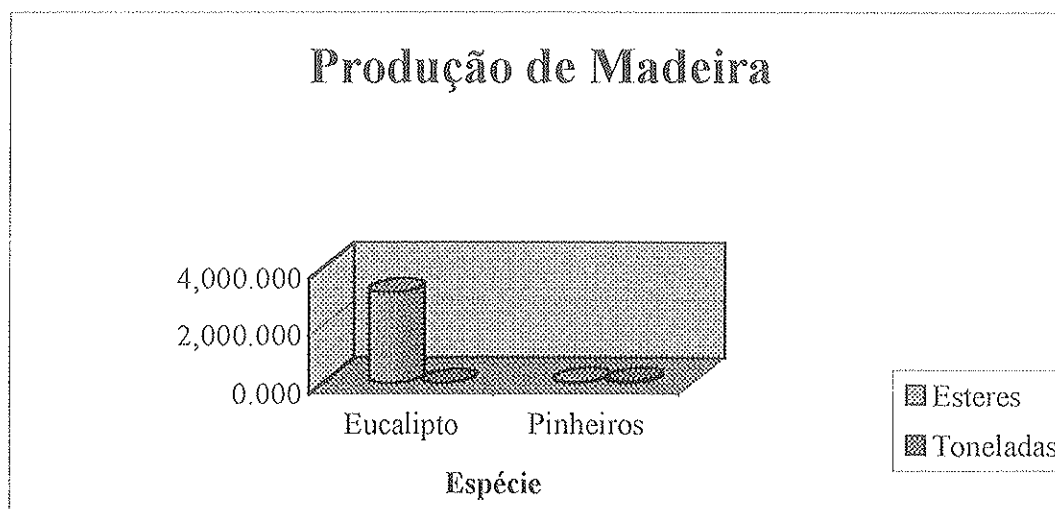 Produção de Madeira
4,000.000
2,000.000
0.000
Eucalipto Pinheiros
Espécie
Esteres
Toneladas